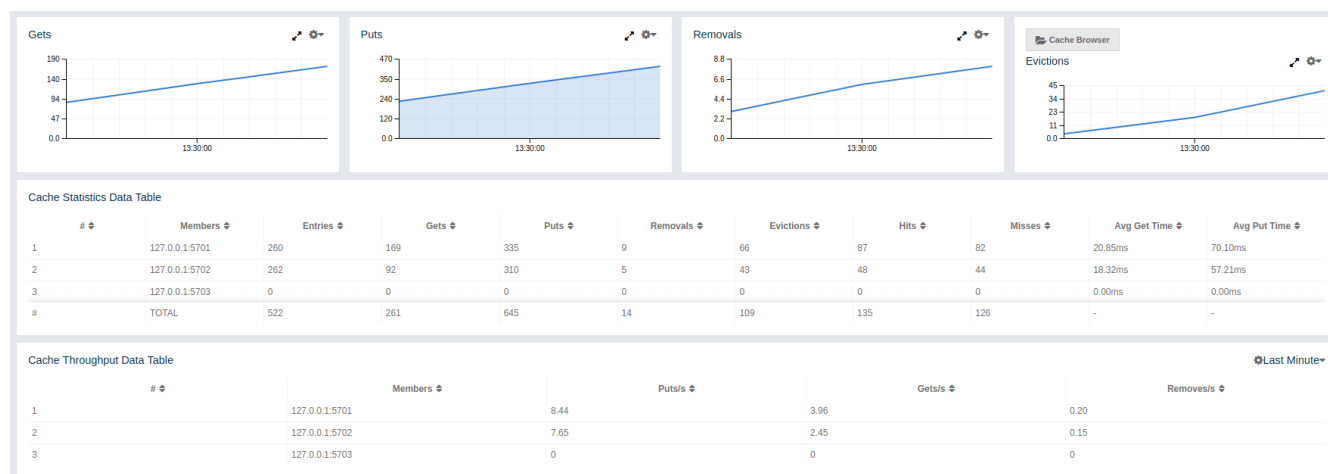 Gets
190
140
94
47
0.0
13:30:00
Puts
470
350
240
120
0.0
13:30:00
Removals
8.8
6.6
4.4
2.2
0.0
13:30:00
Cache Browser
Evictions
45
34
23
11
0.0
13:30:00
Cache Statistics Data Table
# Members Entries Gets Puts Removals Evictions Hits Misses Avg Get Time Avg Put Time
1 127.0.0.1:5701 260 169 335 9 66 87 82 20.85ms 70.10ms
2 127.0.0.1:5702 262 92 310 5 43 48 44 18.32ms 57.21ms
3 127.0.0.1:5703 0 0 0 0 0 0 0 0.00ms 0.00ms
# TOTAL 522 261 645 14 109 135 126 - -
Cache Throughput Data Table Last Minute
# Members Puts/s Gets/s Removes/s
1 127.0.0.1:5701 8.44 3.96 0.20
2 127.0.0.1:5702 7.65 2.45 0.15
3 127.0.0.1:5703 0 0 0